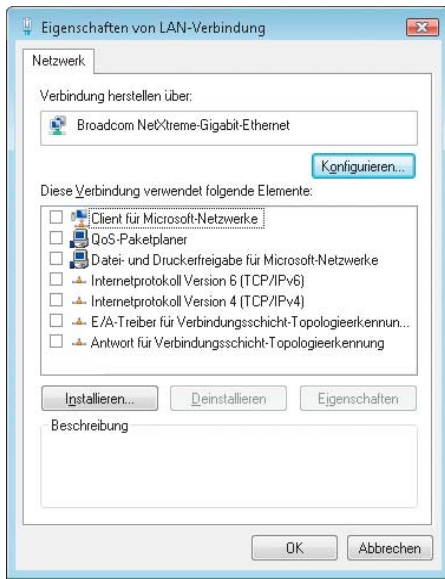 Eigenschaften von LAN-Verbindung
Netzwerk
Verbindung herstellen über:
Broadcom NetXtreme-Gigabit-Ethernet
Konfigurieren...
Diese Verbindung verwendet folgende Elemente:
Client für Microsoft-Netzwerke
QoS-Paketplaner
Datei- und Druckerfreigabe für Microsoft-Netzwerke
Internetprotokoll Version 6 (TCP/IPv6)
Internetprotokoll Version 4 (TCP/IPv4)
E/A-Treiber für Verbindungsschicht-Topologieerkennun...
Antwort für Verbindungsschicht-Topologieerkennung
Installieren... Deinstallieren Eigenschaften
Beschreibung
OK Abbrechen